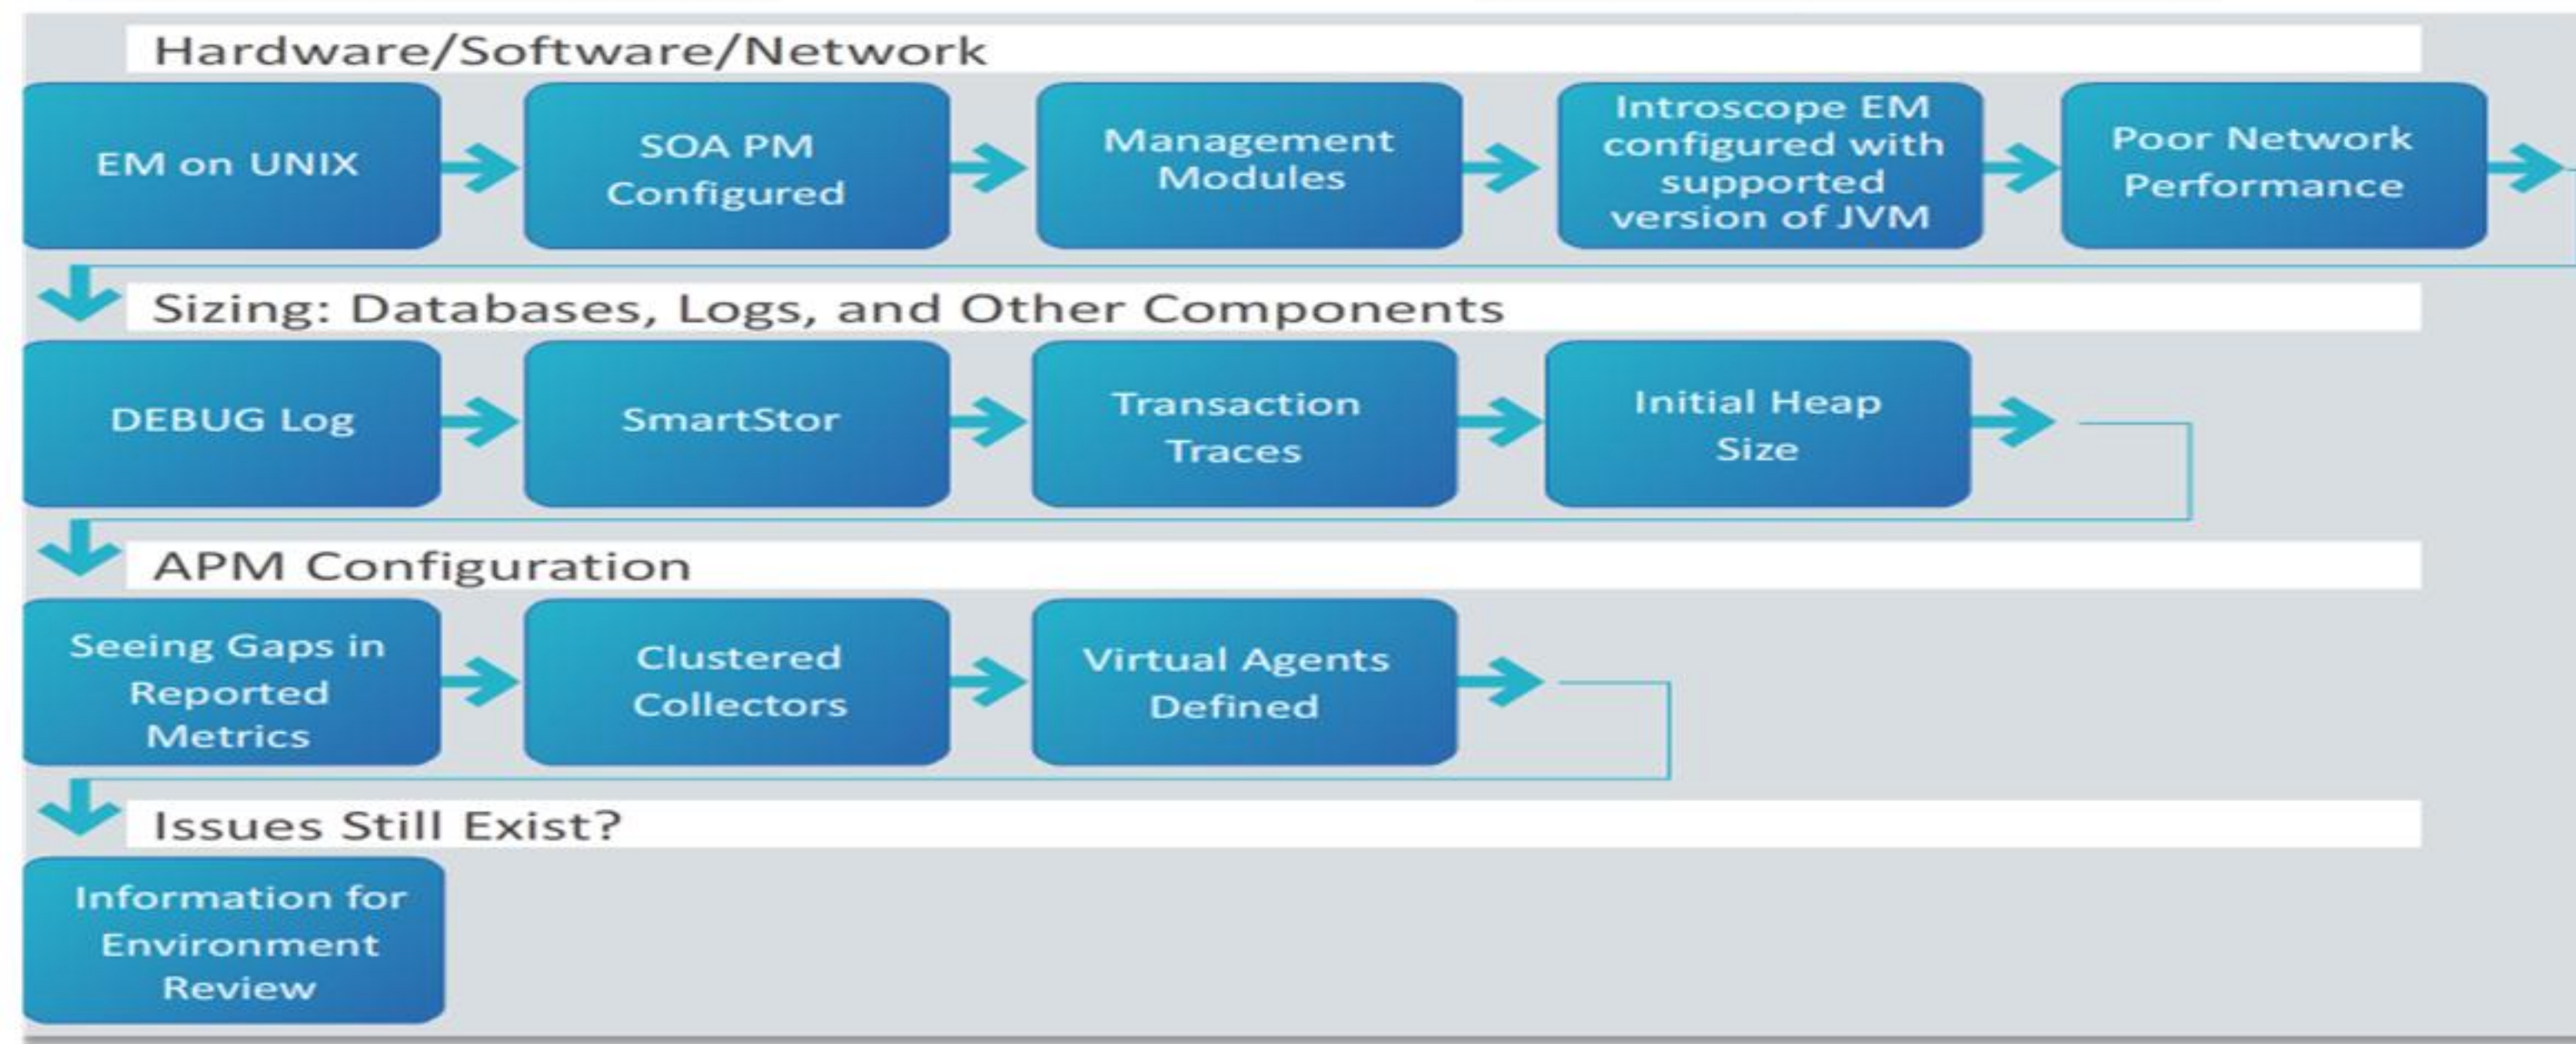 Hardware/Software/Network
EM on UNIX
SOA PM
Configured
Management
Modules
Introscope EM
configured with
supported
version of JVM
Poor Network
Performance
Sizing: Databases, Logs, and Other Components
DEBUG Log
SmartStor
Transaction
Traces
Initial Heap
Size
APM Configuration
Seeing Gaps in
Reported
Metrics
Clustered
Collectors
Virtual Agents
Defined
Issues Still Exist?
Information for
Environment
Review